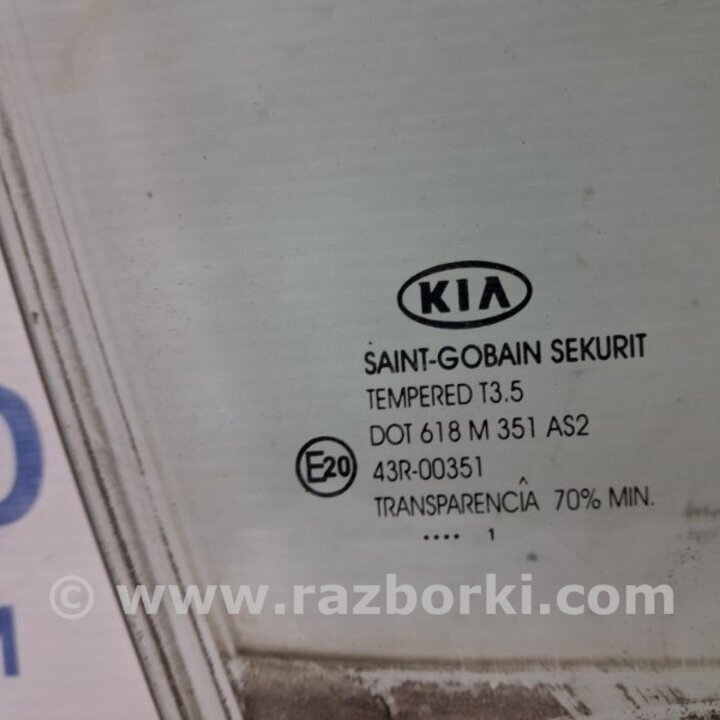 KIA
SAINT-GOBAIN SEKURIT
TEMPERED T3.5
DOT 618 M 351 AS2
E20 43R-00351
TRANSPARENCIA 70% MIN.
.... 1
© www.razborki.com